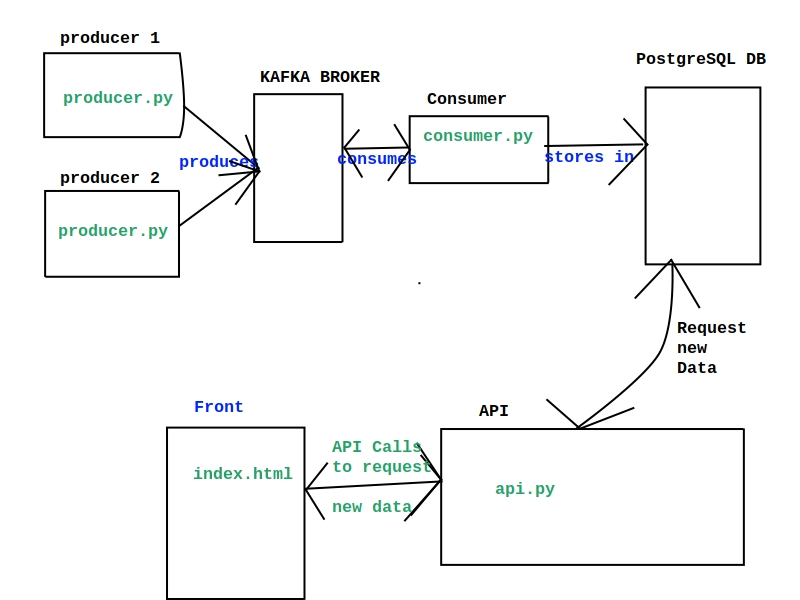 producer 1
producer.py
KAFKA BROKER
Consumer
consumer.py
PostgreSQL DB
produces
consumes
stores in
producer 2
producer.py
Request
new
Data
Front
index.html
API Calls
to request
new data
API
api.py